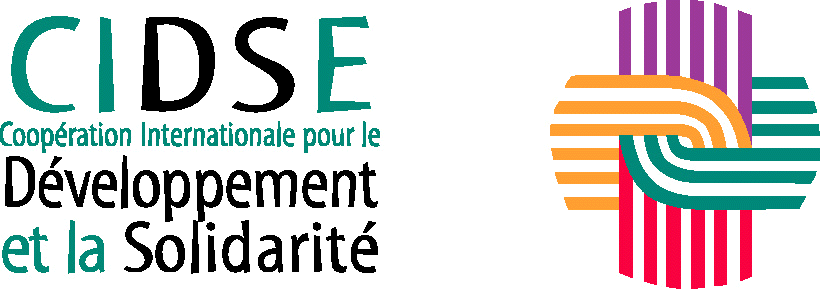 CIDSE
Coopération Internationale pour le
Développement
et la Solidarité